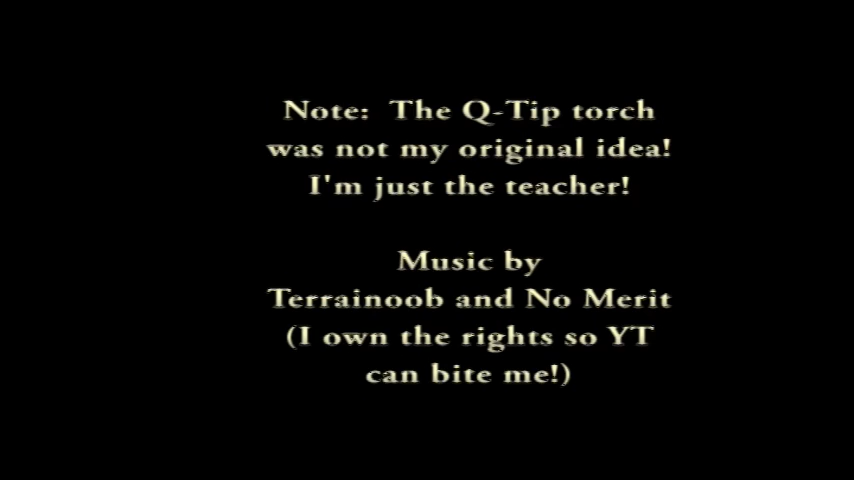 Note:  The Q-Tip torch
was not my original idea!
I'm just the teacher!
Music by
Terrainoob and No Merit
(I own the rights so YT
can bite me!)